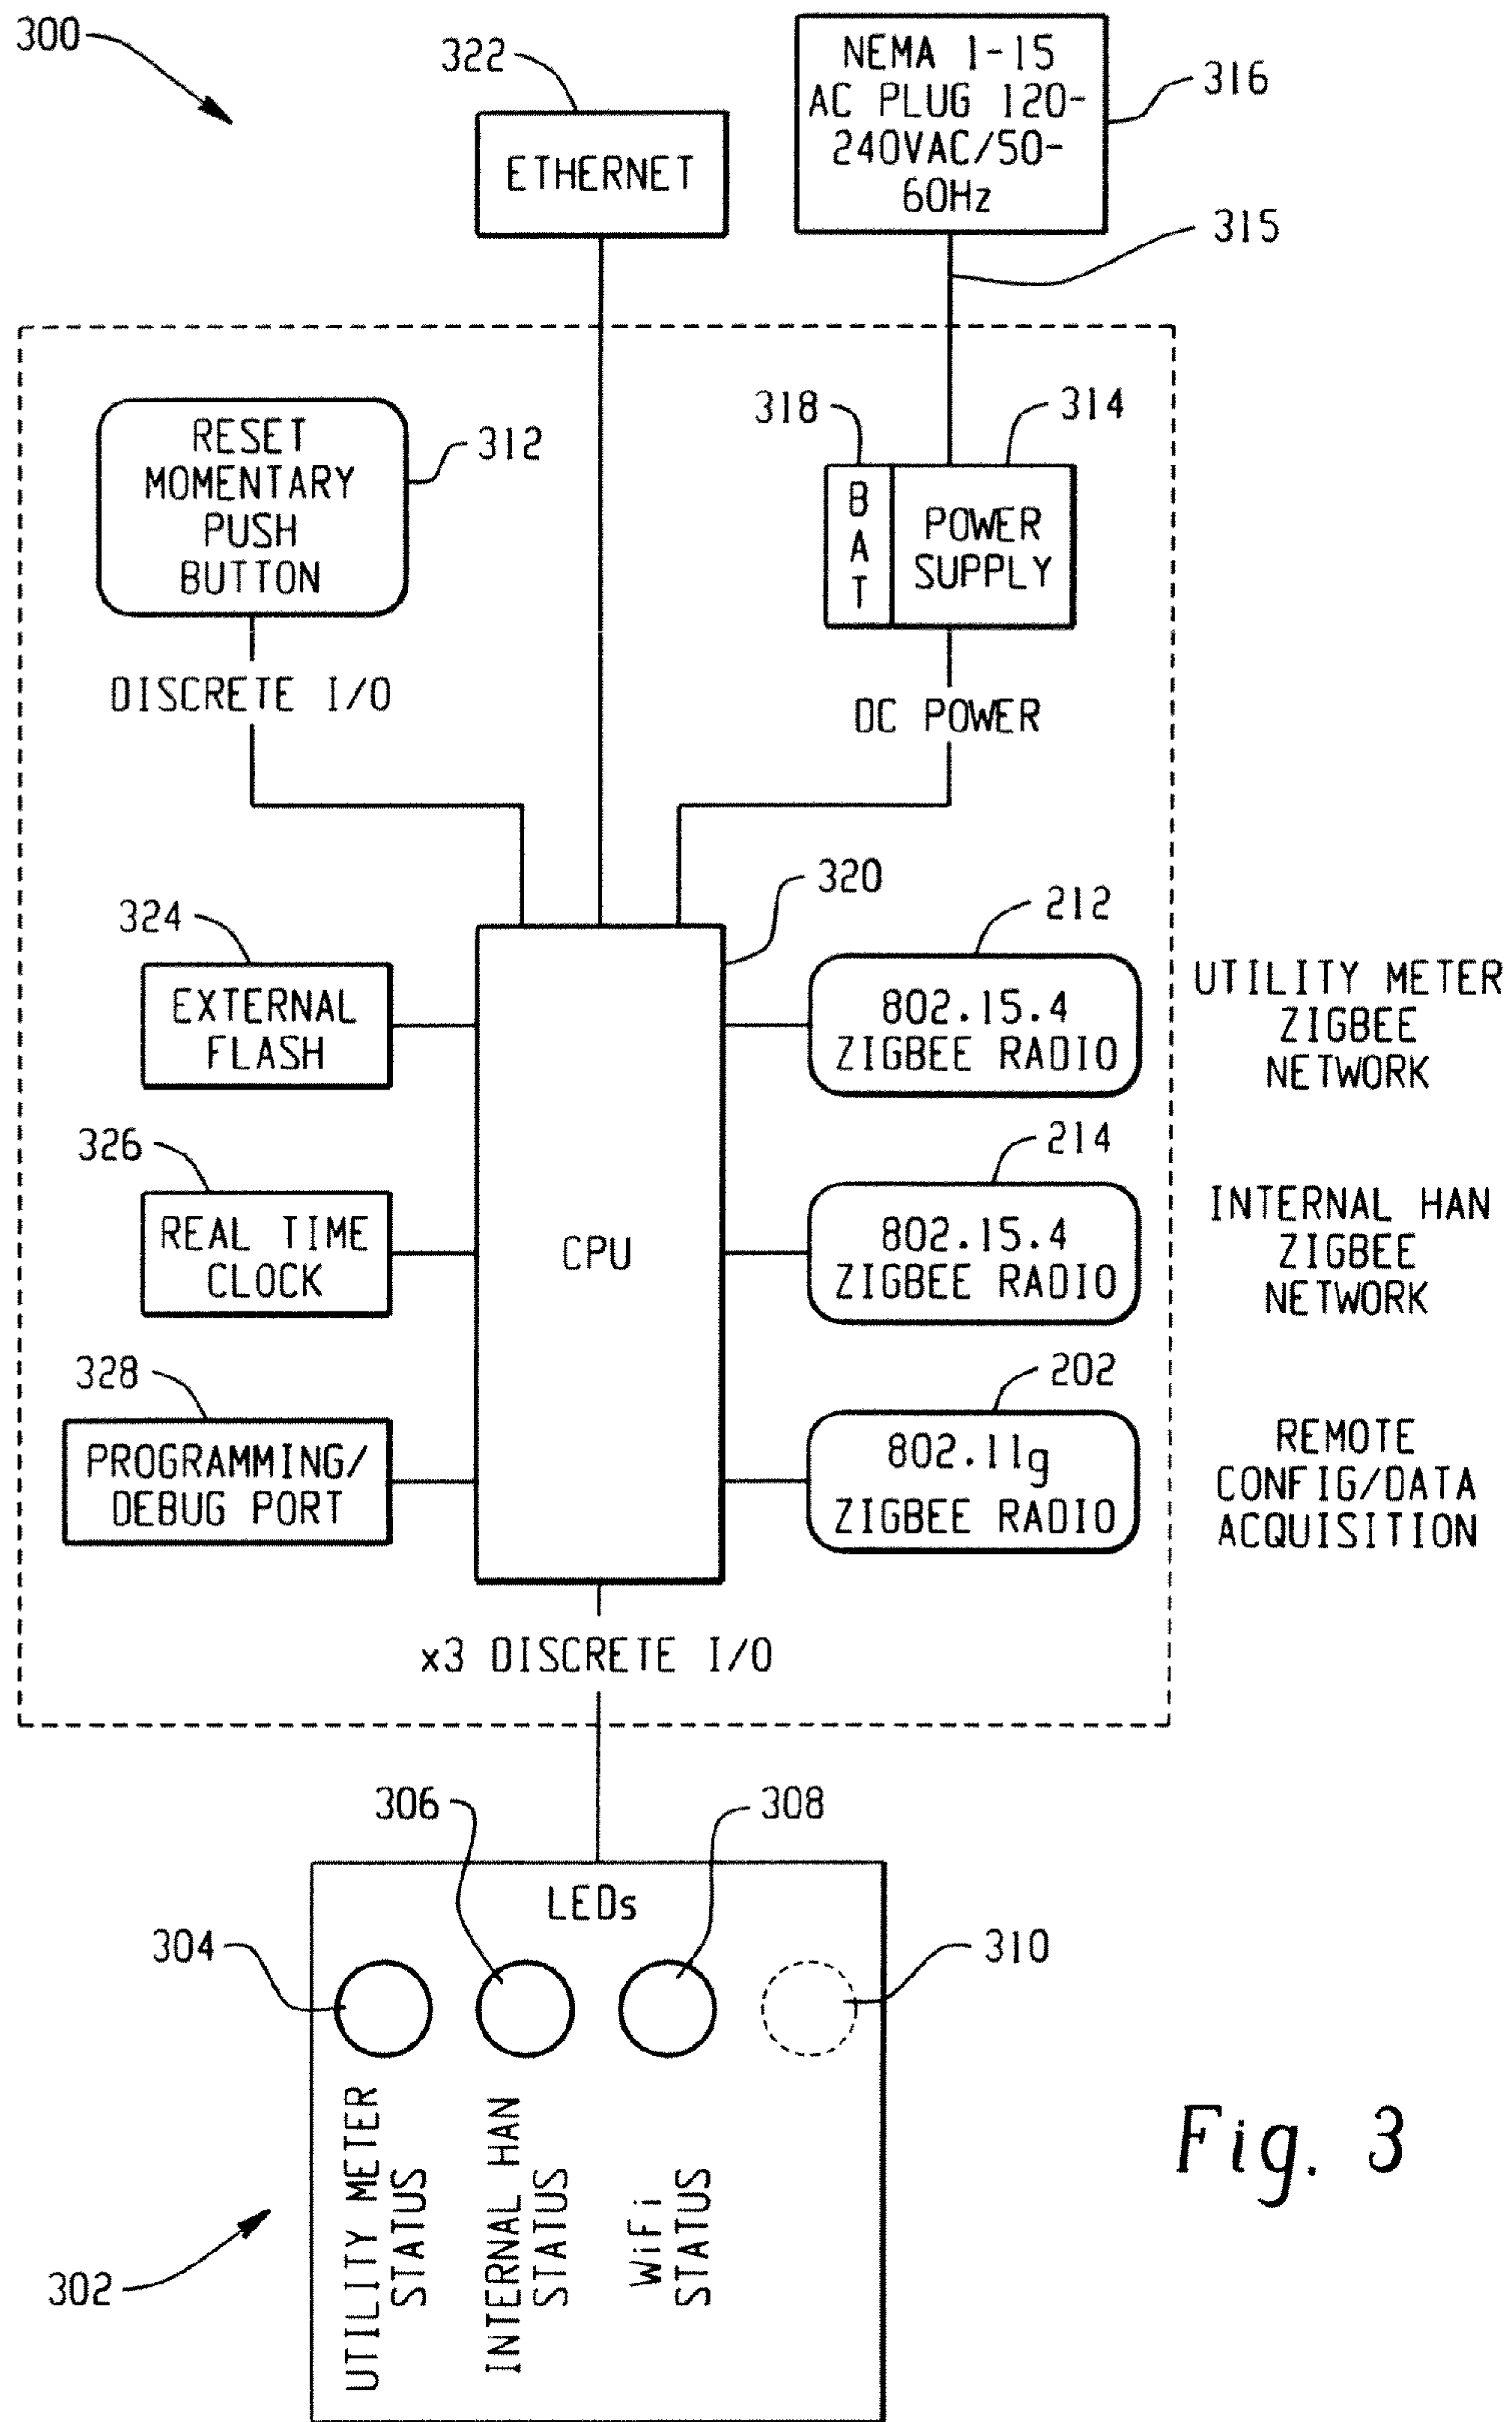 300
322
ETHERNET
NEMA 1-15
AC PLUG 120-
240VAC/50-
60Hz
316
315
RESET
MOMENTARY
PUSH
BUTTON
312
318
314
BAT
POWER
SUPPLY
DISCRETE I/O
DC POWER
320
324
EXTERNAL
FLASH
212
802.15.4
ZIGBEE RADIO
UTILITY METER
ZIGBEE
NETWORK
326
REAL TIME
CLOCK
CPU
214
802.15.4
ZIGBEE RADIO
INTERNAL HAN
ZIGBEE
NETWORK
328
PROGRAMMING/
DEBUG PORT
202
802.11g
ZIGBEE RADIO
REMOTE
CONFIG/DATA
ACQUISITION
x3 DISCRETE I/O
306
308
LEDs
304
310
UTILITY METER
STATUS
INTERNAL HAN
STATUS
WiFi
STATUS
302
Fig. 3